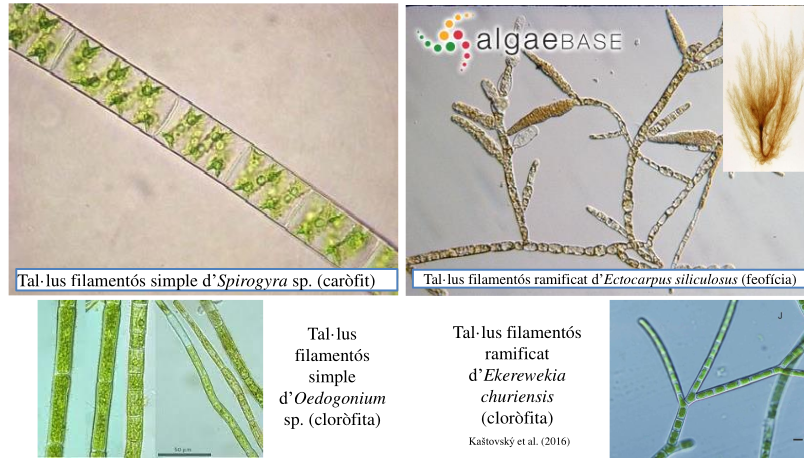 algaeBASE
Tal·lus filamentós simple d’Spirogyra sp. (caròfit)
Tal·lus filamentós ramificat d’Ectocarpus siliculosus (feofícia)
Tal·lus
filamentós
simple
d’Oedogonium
sp. (cloròfita)
Tal·lus filamentós
ramificat
d’Ekerewekia
churiensis
(cloròfita)
Kaštovský et al. (2016)
J